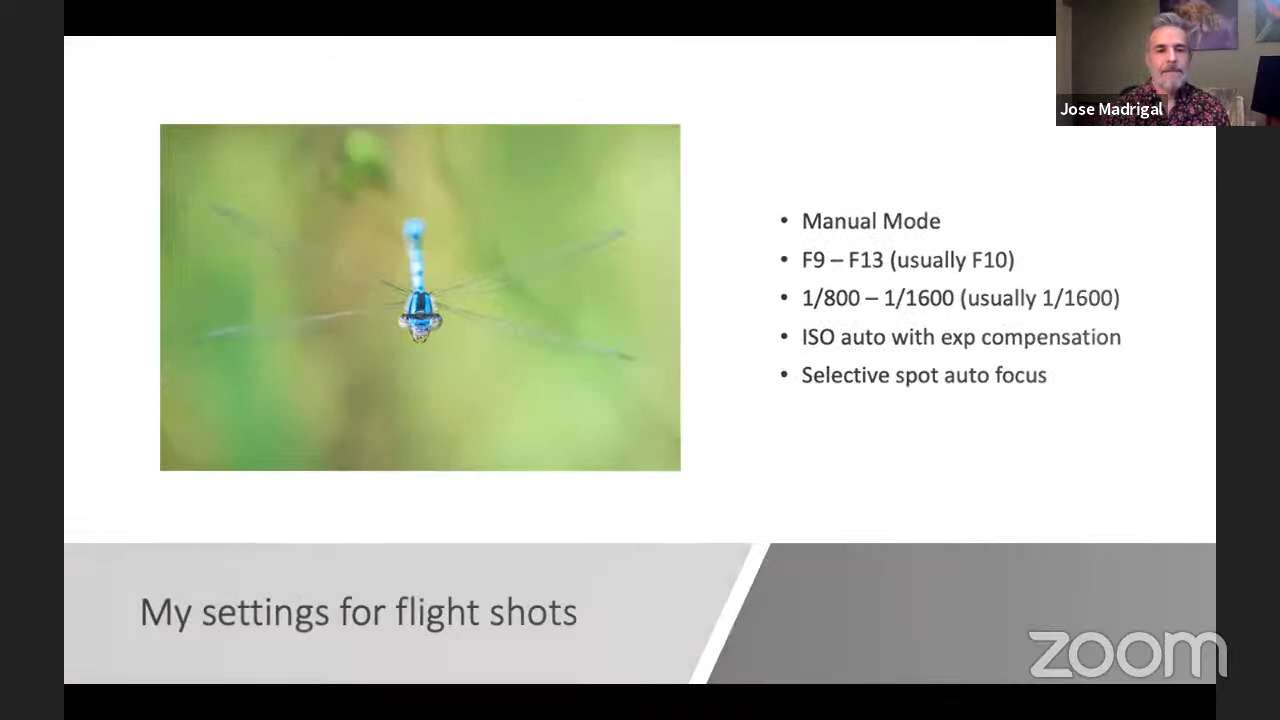 Jose Madrigal
• Manual Mode
• F9 – F13 (usually F10)
• 1/800 – 1/1600 (usually 1/1600)
• ISO auto with exp compensation
• Selective spot auto focus
My settings for flight shots
zoom